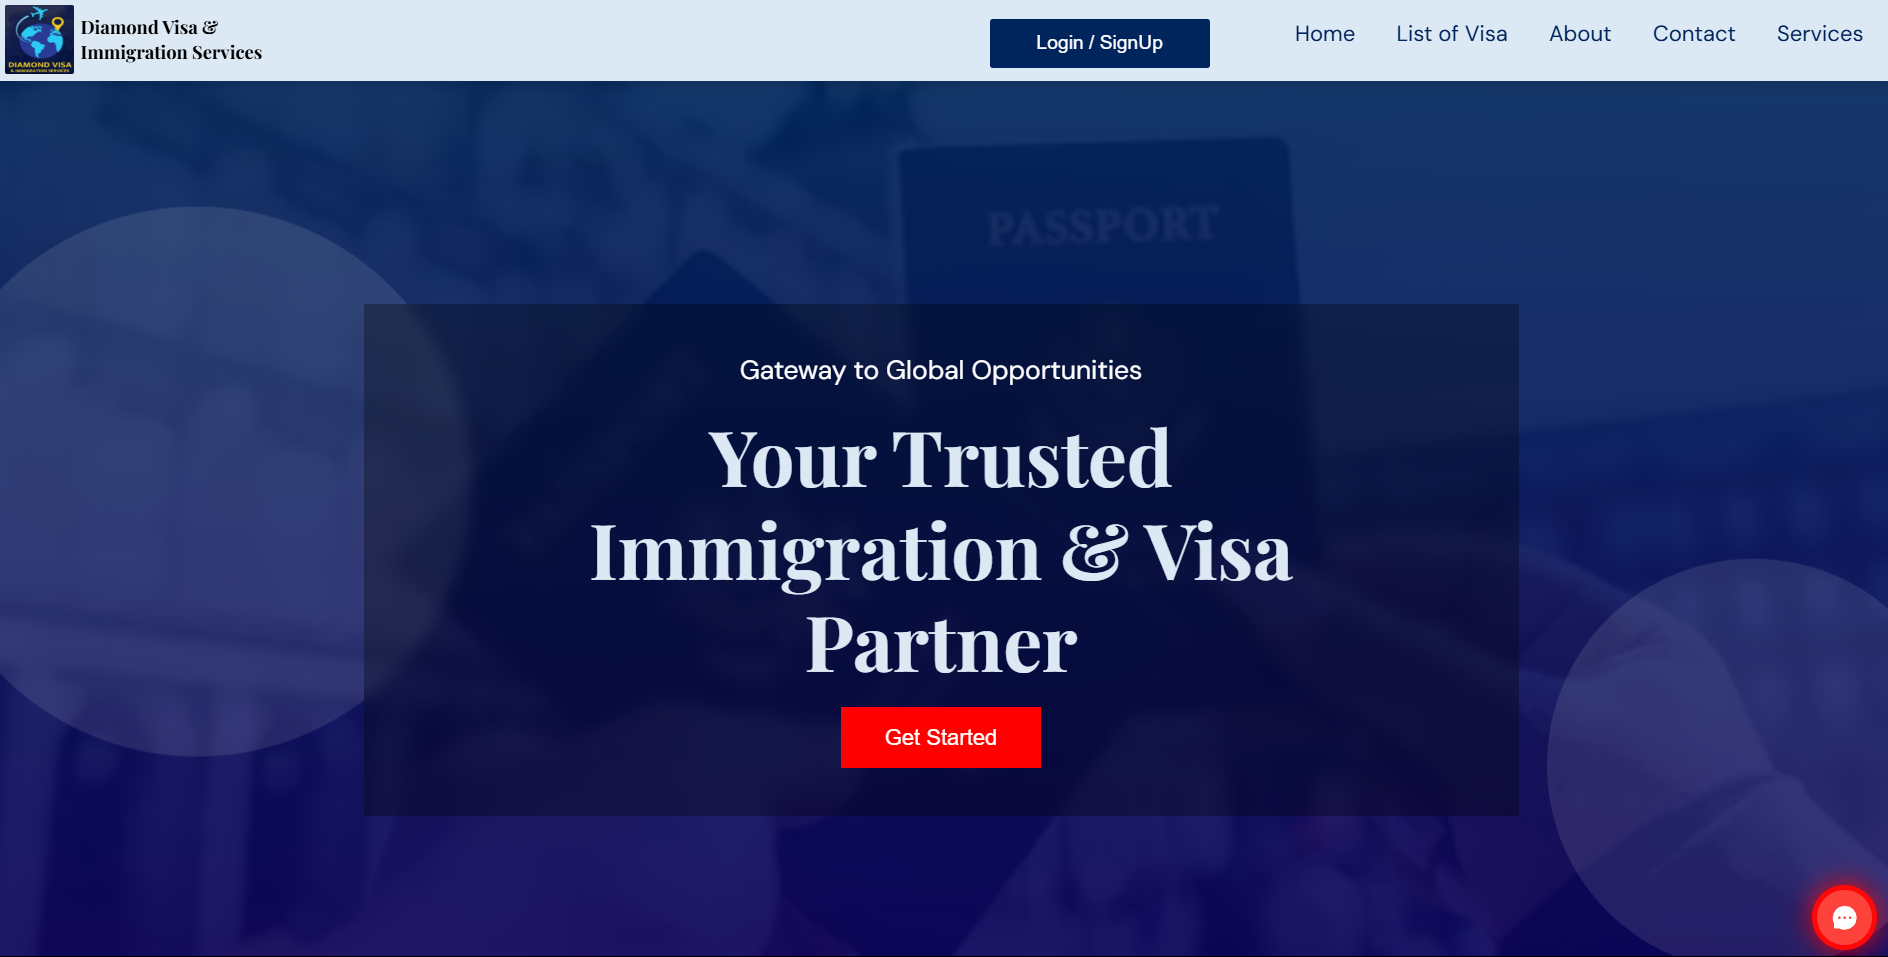 DIAMOND VISA
& IMMIGRATION SERVICES
Diamond Visa &
Immigration Services
Login / SignUp
Home
List of Visa
About
Contact
Services
PASSPORT
Gateway to Global Opportunities
Your Trusted
Immigration & Visa
Partner
Get Started